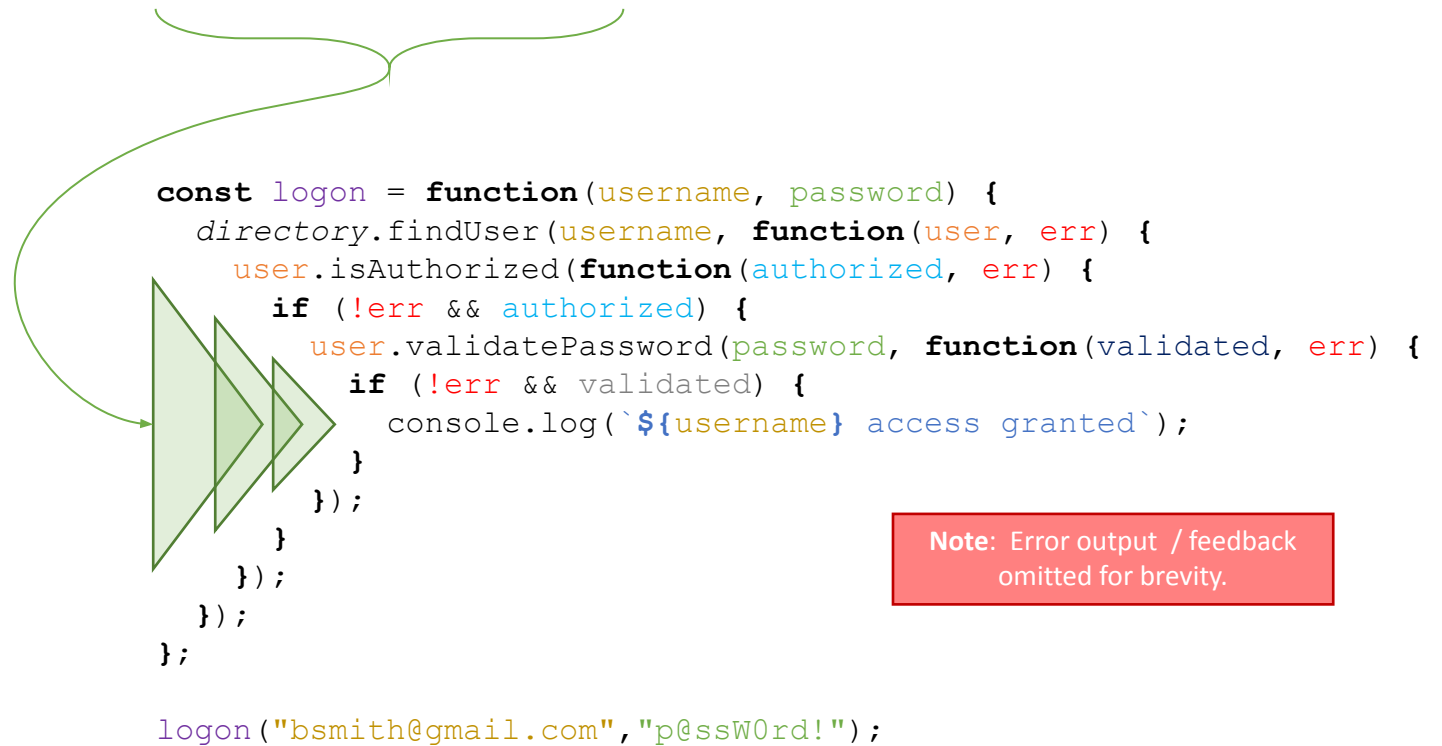 const logon = function(username, password) {
  directory.findUser(username, function(user, err) {
    user.isAuthorized(function(authorized, err) {
      if (!err && authorized) {
        user.validatePassword(password, function(validated, err) {
          if (!err && validated) {
            console.log(`${username} access granted`);
          }
        });
      }
    });
  });
};
logon("bsmith@gmail.com","p@ssW0rd!");
Note:  Error output  / feedback
omitted for brevity.